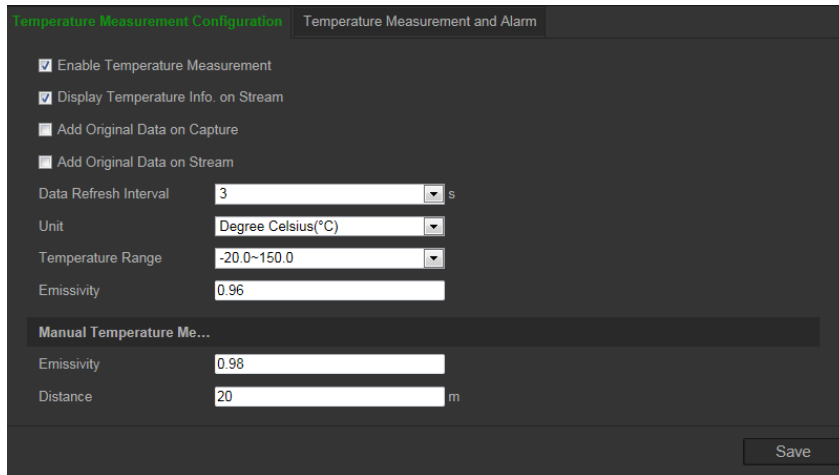 Temperature Measurement Configuration Temperature Measurement and Alarm
Enable Temperature Measurement
Display Temperature Info. on Stream
Add Original Data on Capture
Add Original Data on Stream
Data Refresh Interval 3 s
Unit Degree Celsius(°C)
Temperature Range -20.0~150.0
Emissivity 0.96
Manual Temperature Me...
Emissivity 0.98
Distance 20 m
Save